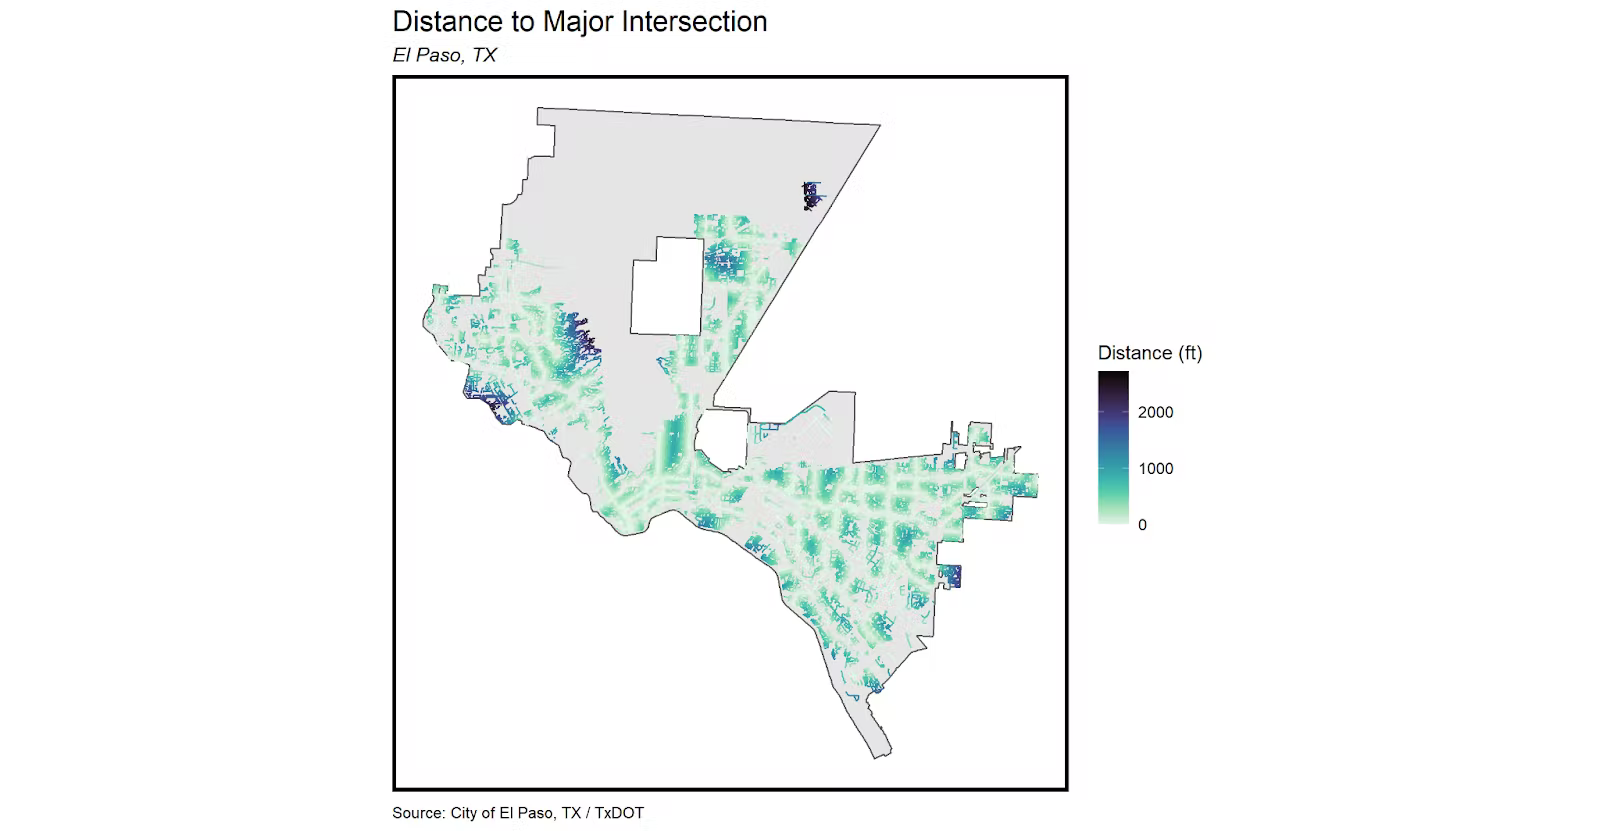 Distance to Major Intersection
El Paso, TX
Distance (ft)
2000
1000
0
Source: City of El Paso, TX / TxDOT